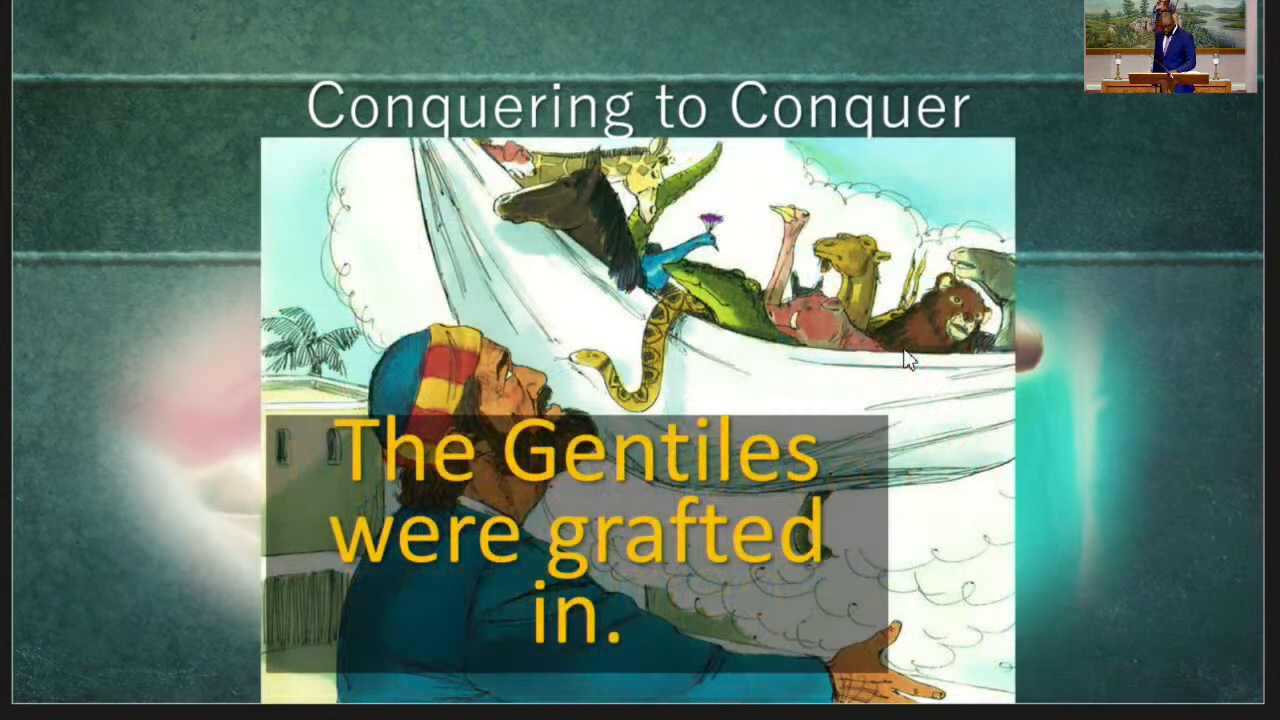 Conquering to Conquer
The Gentiles
were grafted
in.